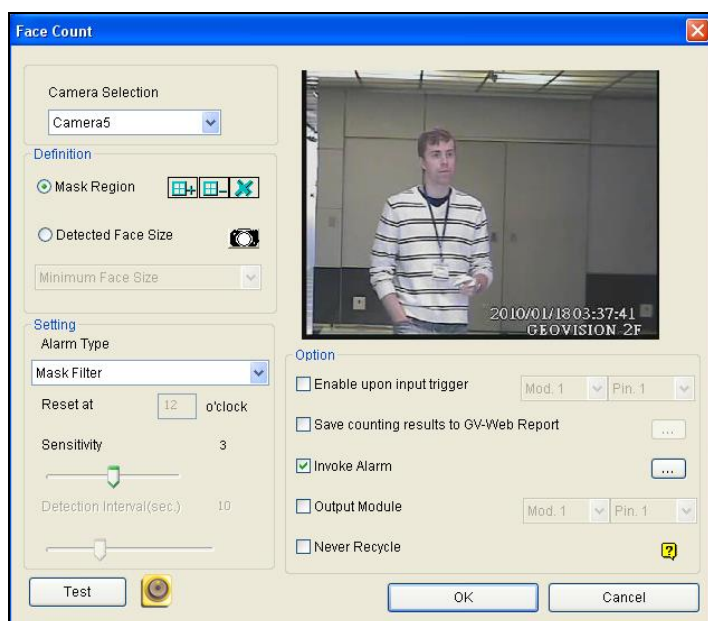 Face Count
Camera Selection
Camera5
Definition
Mask Region
Detected Face Size
Minimum Face Size
Setting
Alarm Type
Mask Filter
Reset at 12 o'clock
Sensitivity 3
Detection Interval(sec.) 10
Test
2010/01/18 03:37:41
GEOVISION 2F
Option
Enable upon input trigger Mod. 1 Pin. 1
Save counting results to GV-Web Report ...
Invoke Alarm ...
Output Module Mod. 1 Pin. 1
Never Recycle ?
OK Cancel